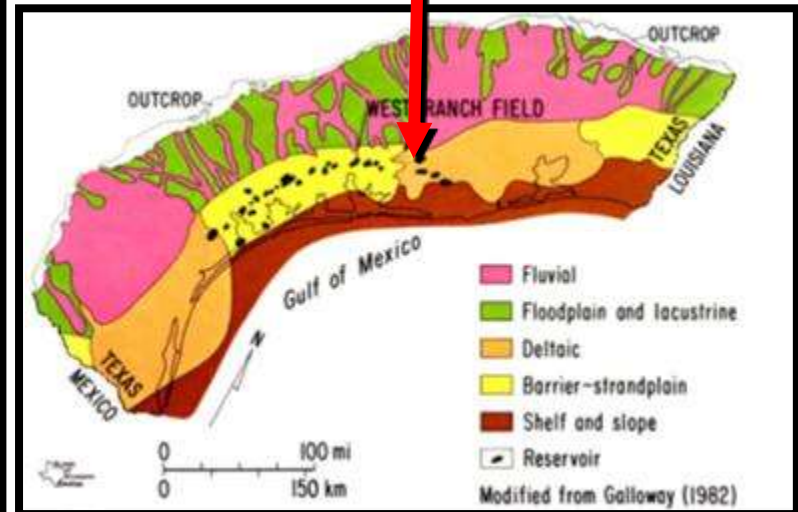 OUTCROP
OUTCROP
WEST RANCH FIELD
TEXAS
LOUISIANA
Gulf of Mexico
N
TEXAS
MEXICO
Fluvial
Floodplain and lacustrine
Deltaic
Barrier-strandplain
Shelf and slope
Reservoir
0 100 mi
0 150 km
Modified from Galloway (1982)